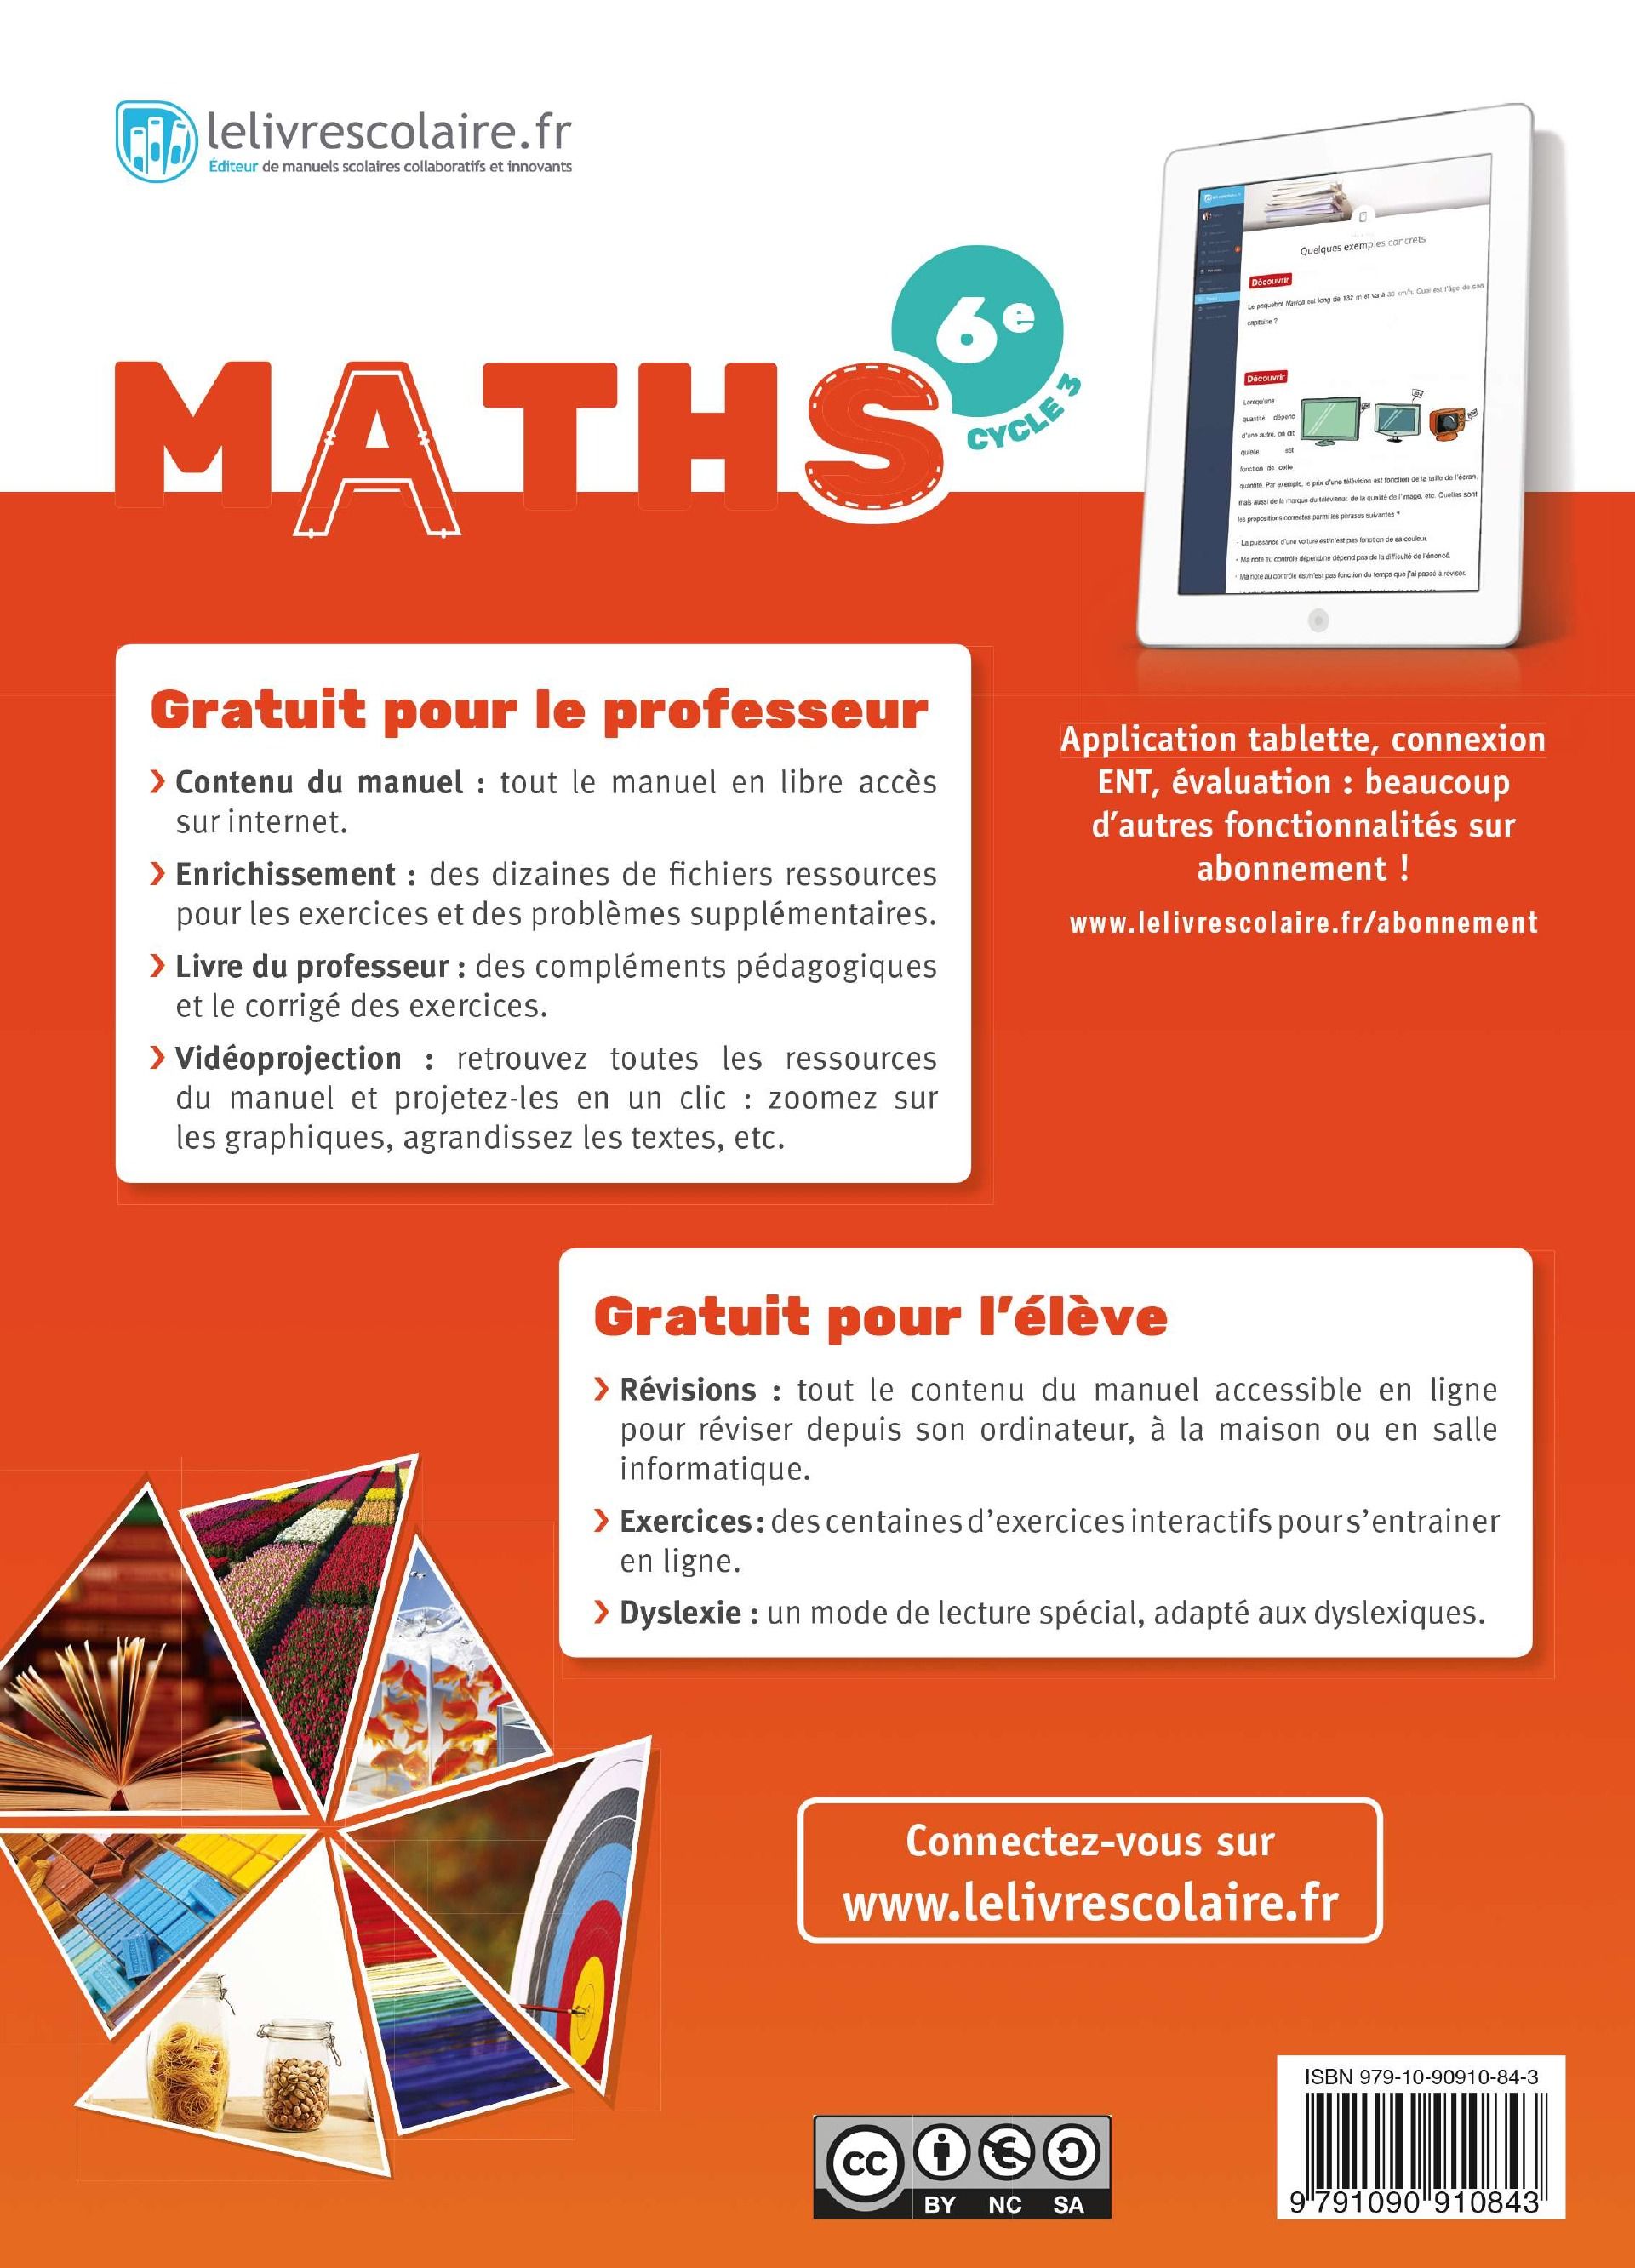 lelivrescolaire.fr
Éditeur de manuels scolaires collaboratifs et innovants
MATHS
6e
CYCLE 3
Quelques exemples concrets
Découvrir
Le paquebot Naviga est long de 132 m et va à 30 km/h. Quel est l'âge de son
capitaine ?
Découvrir
Lorsqu'une
quantité dépend
d'une autre, on dit
qu'elle est
fonction de cette
quantité. Par exemple, le prix d'une télévision est fonction de la taille de l'écran,
mais aussi de la marque du téléviseur, de la qualité de l'image, etc. Quelles sont
les propositions correctes parmi les phrases suivantes ?
- La puissance d'une voiture est/n'est pas fonction de sa couleur.
- Ma note au contrôle dépend/ne dépend pas de la difficulté de l'énoncé.
- Ma note au contrôle est/n'est pas fonction du temps que j'ai passé à réviser.
Gratuit pour le professeur
› Contenu du manuel : tout le manuel en libre accès
sur internet.
› Enrichissement : des dizaines de fichiers ressources
pour les exercices et des problèmes supplémentaires.
› Livre du professeur : des compléments pédagogiques
et le corrigé des exercices.
› Vidéoprojection : retrouvez toutes les ressources
du manuel et projetez-les en un clic : zoomez sur
les graphiques, agrandissez les textes, etc.
Application tablette, connexion
ENT, évaluation : beaucoup
d'autres fonctionnalités sur
abonnement !
www.lelivrescolaire.fr/abonnement
Gratuit pour l'élève
› Révisions : tout le contenu du manuel accessible en ligne
pour réviser depuis son ordinateur, à la maison ou en salle
informatique.
› Exercices : des centaines d'exercices interactifs pour s'entrainer
en ligne.
› Dyslexie : un mode de lecture spécial, adapté aux dyslexiques.
Connectez-vous sur
www.lelivrescolaire.fr
cc
BY NC SA
ISBN 979-10-90910-84-3
9 791090 910843